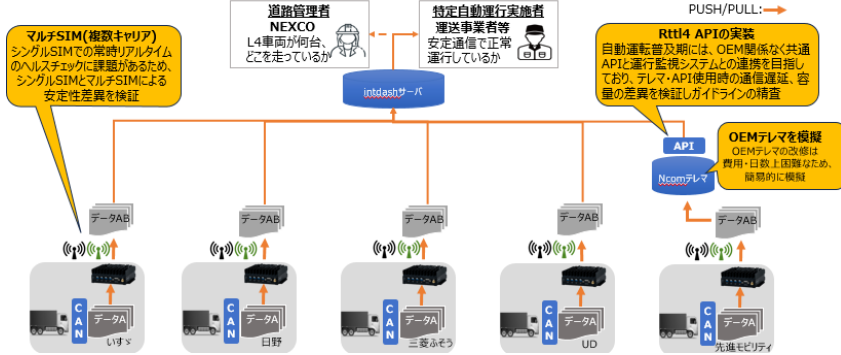 PUSH/PULL:
マルチSIM(複数キャリア)
シングルSIMでの常時リアルタイム
のヘルスチェックに課題があるため、
シングルSIMとマルチSIMによる
安定性差異を検証
道路管理者
NEXCO
L4車両が何台、
どこを走っているか
特定自動運行実施者
運送事業者等
安定通信で正常
運行しているか
Rttl4 APIの実装
自動運転普及期には、OEM関係なく共通
APIと運行監視システムとの連携を目指し
ており、テレマ・API使用時の通信遅延、容
量の差異を検証しガイドラインの精査
intdashサーバ
API
Ncomテレマ
OEMテレマを模擬
OEMテレマの改修は
費用・日数上困難なため、
簡易的に模擬
データAB
データAB
データAB
データAB
データAB
CAN
データA
いすゞ
CAN
データA
日野
CAN
データA
三菱ふそう
CAN
データA
UD
CAN
データA
先進モビリティ